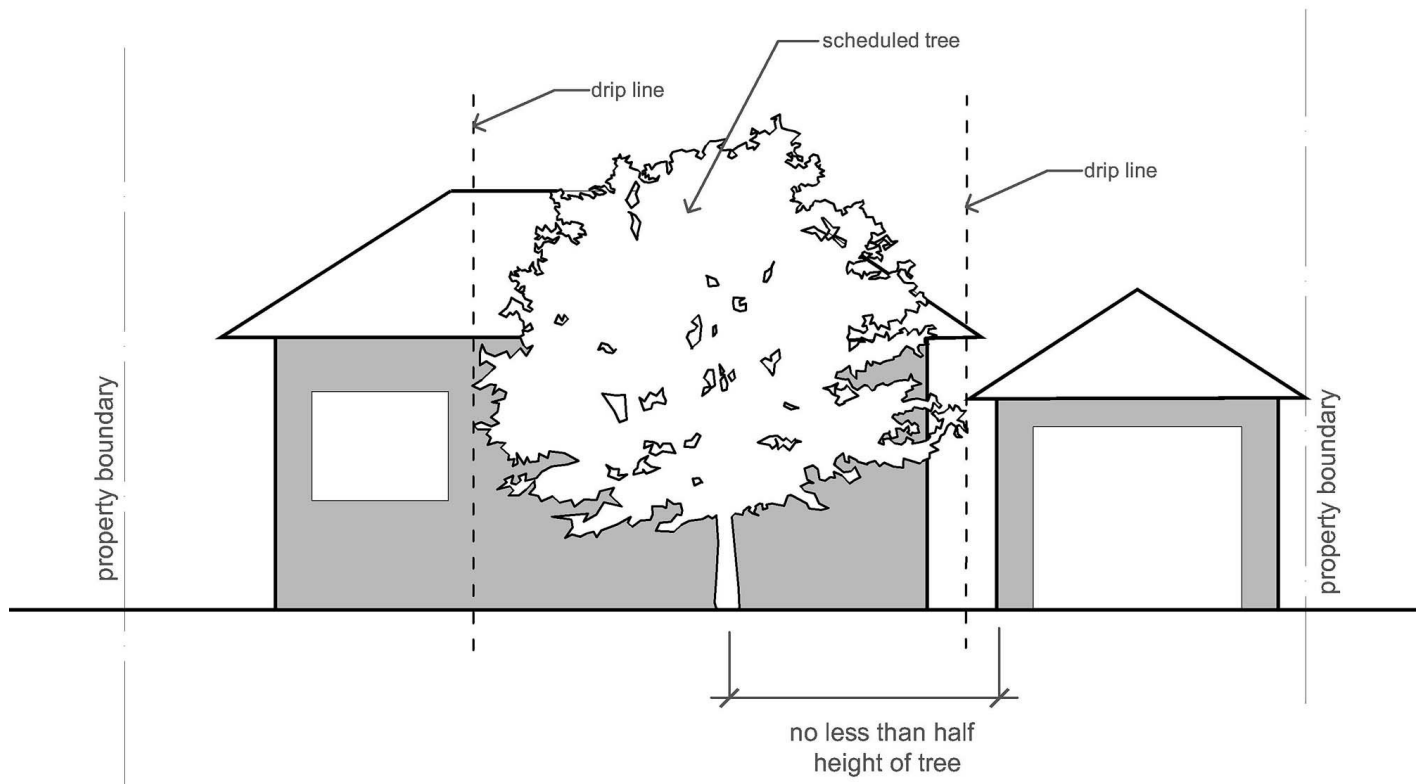 scheduled tree
drip line
drip line
property boundary
property boundary
no less than half
height of tree